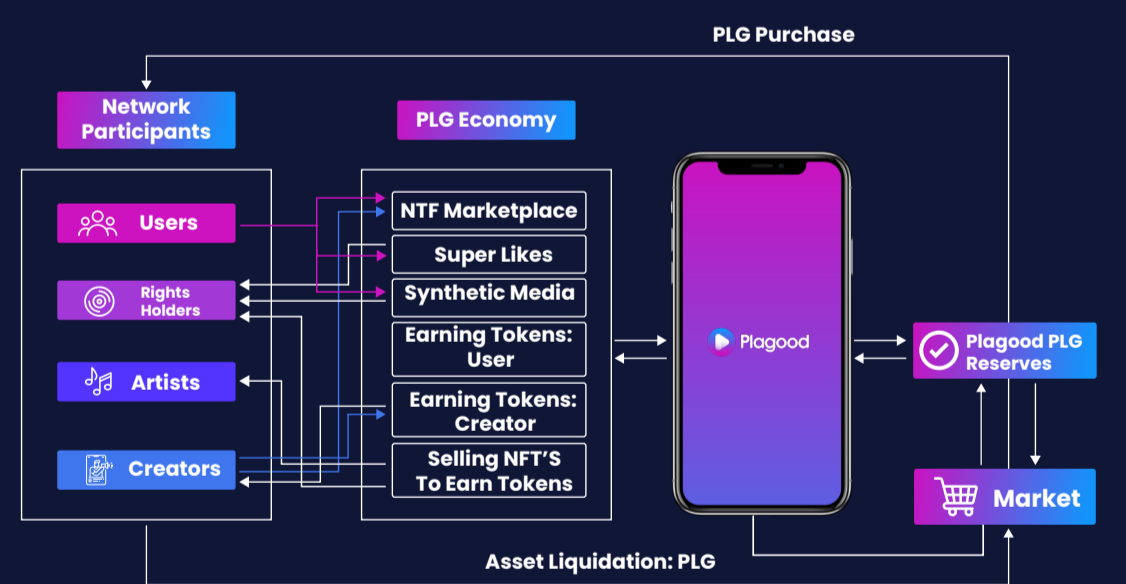 PLG Purchase
Network
Participants
PLG Economy
Users
Rights
Holders
Artists
Creators
NTF Marketplace
Super Likes
Synthetic Media
Earning Tokens:
User
Earning Tokens:
Creator
Selling NFT'S
To Earn Tokens
Plagood
Plagood PLG
Reserves
Market
Asset Liquidation: PLG